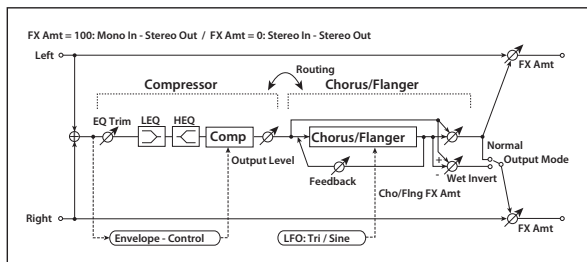 FX Amt = 100: Mono In - Stereo Out / FX Amt = 0: Stereo In - Stereo Out
Left
FX Amt
Routing
Compressor
Chorus/Flanger
EQ Trim
LEQ
HEQ
Comp
Chorus/Flanger
Normal
Output Mode
Output Level
+
-
Wet Invert
Feedback
Cho/Flng FX Amt
Right
FX Amt
Envelope - Control
LFO: Tri / Sine